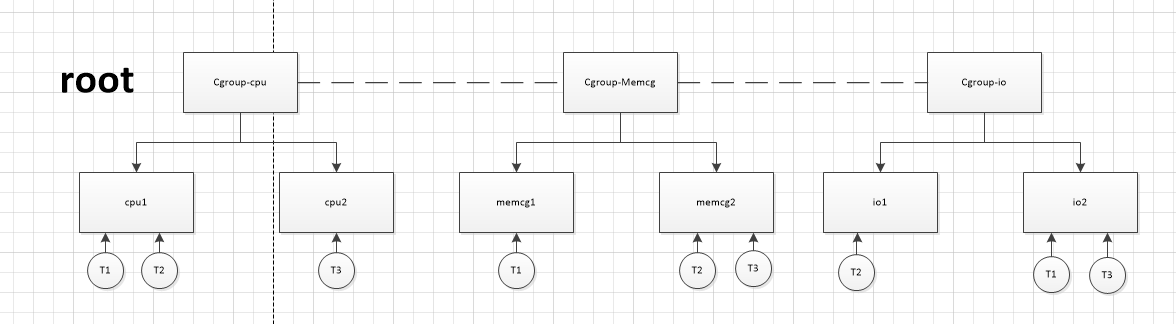 root
Cgroup-cpu
Cgroup-Memcg
Cgroup-io
cpu1
cpu2
memcg1
memcg2
io1
io2
T1
T2
T3
T1
T2
T3
T2
T1
T3